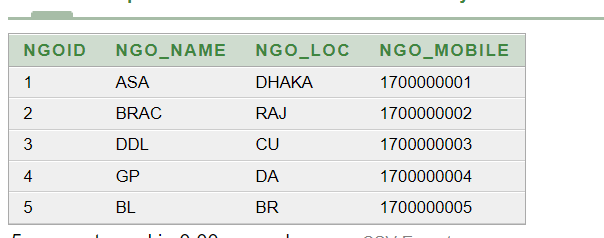 NGOID NGO_NAME NGO_LOC NGO_MOBILE
1 ASA DHAKA 1700000001
2 BRAC RAJ 1700000002
3 DDL CU 1700000003
4 GP DA 1700000004
5 BL BR 1700000005